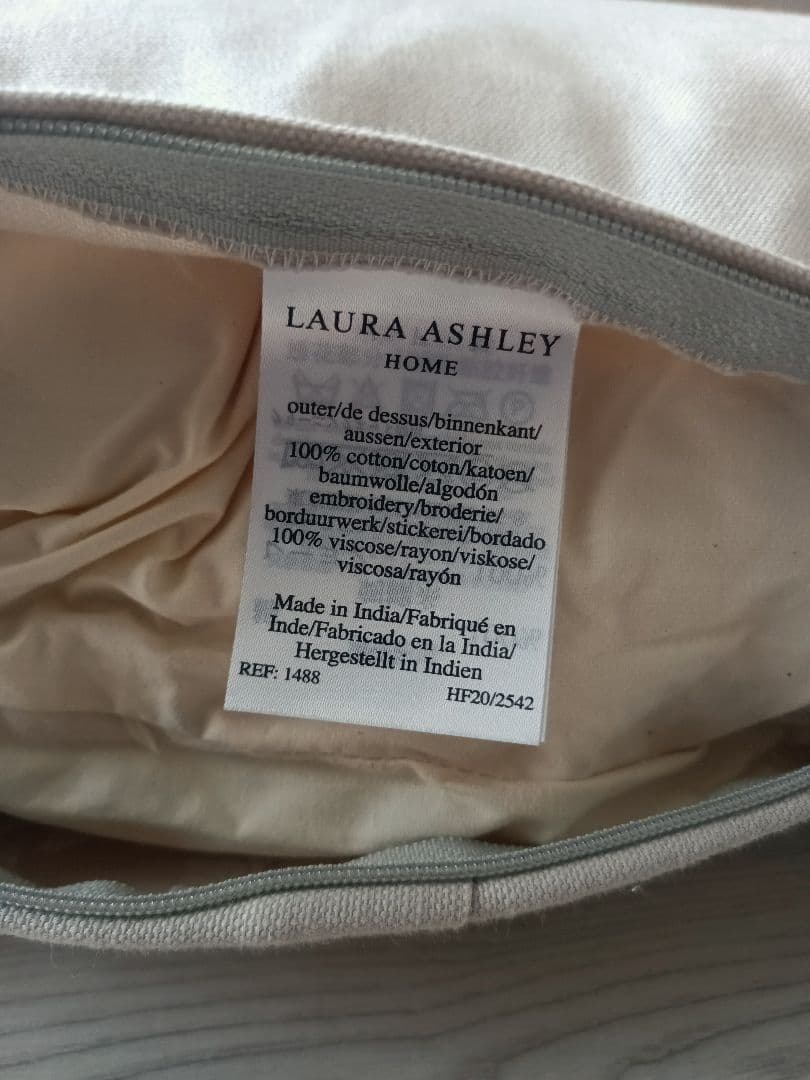 LAURA ASHLEY
HOME
outer/de dessus/binnenkant/
aussen/exterior
100% cotton/coton/katoen/
baumwolle/algodón
embroidery/broderie/
borduurwerk/stickerei/bordado
100% viscose/rayon/viskose/
viscosa/rayón
Made in India/Fabriqué en
Inde/Fabricado en la India/
Hergestellt in Indien
REF: 1488
HF20/2542